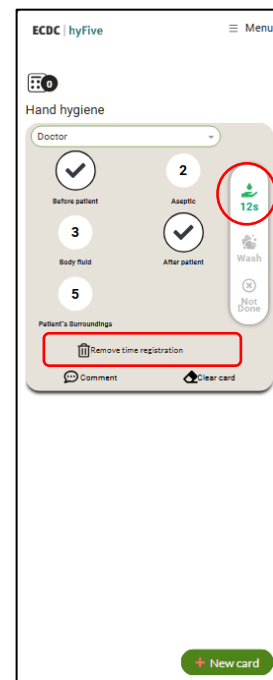 ECDC | hyFive
≡ Menu
0
Hand hygiene
Doctor
2
Before patient
Aseptic
12s
3
Body fluid
After patient
Wash
5
Not
Done
Patient's Surroundings
Remove time registration
Comment
Clear card
+ New card